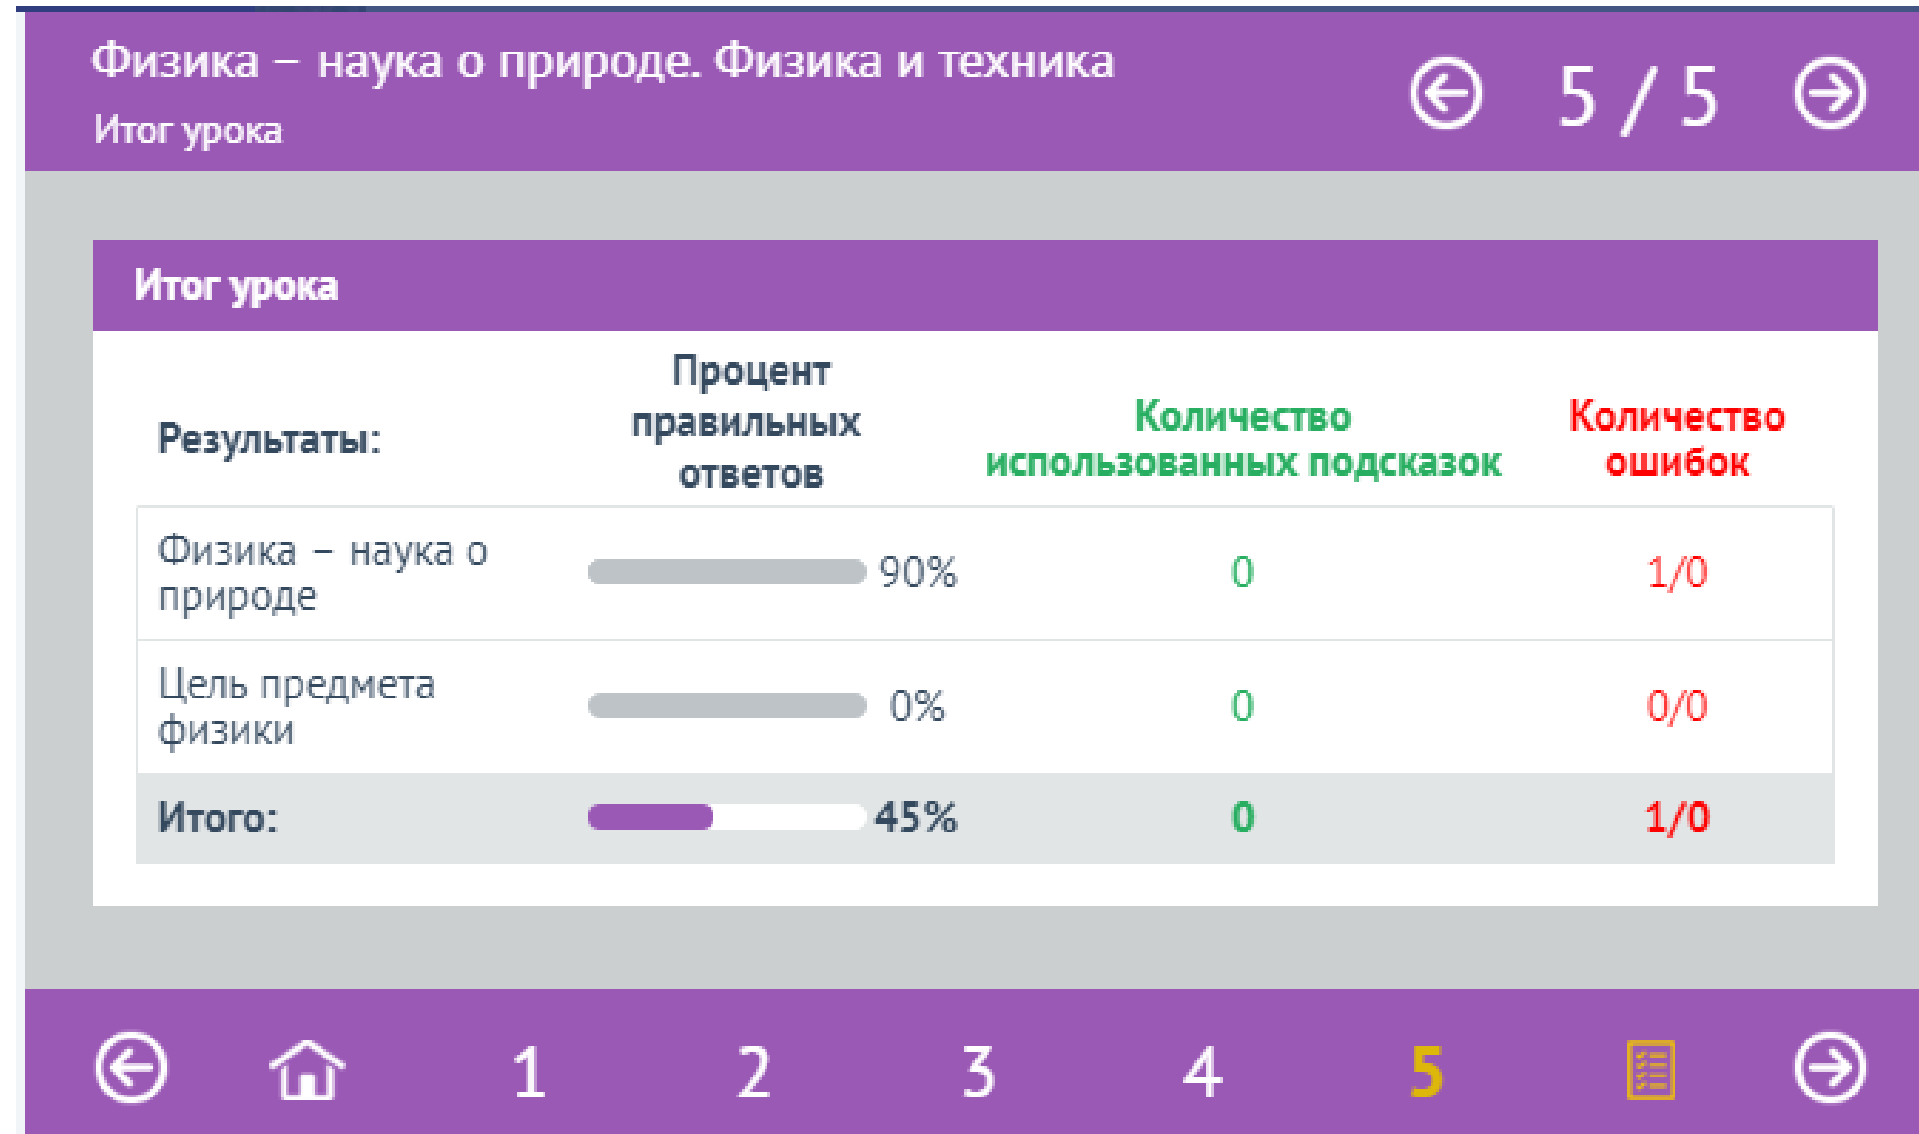 Физика – наука о природе. Физика и техника
5 / 5
Итог урока
Итог урока
Результаты:
Процент
правильных
ответов
Количество
использованных подсказок
Количество
ошибок
Физика – наука о
природе
90%
0
1/0
Цель предмета
физики
0%
0
0/0
Итого:
45%
0
1/0
1 2 3 4 5